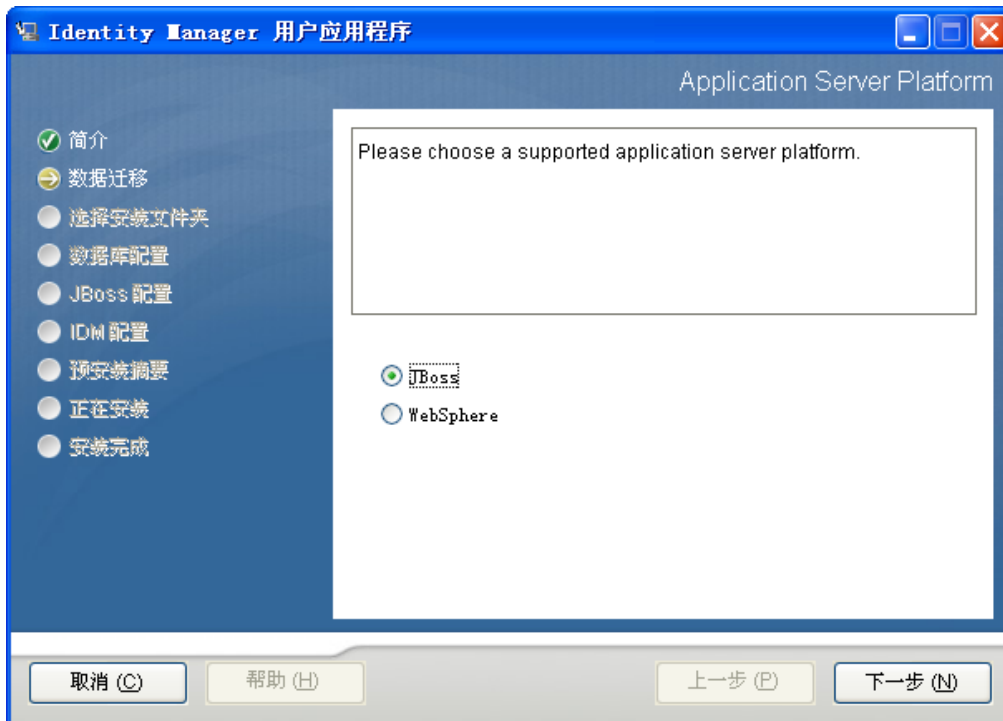 Identity Manager 用户应用程序
Application Server Platform
简介
数据迁移
选择安装文件夹
数据库配置
JBoss 配置
IDM 配置
预安装摘要
正在安装
安装完成
Please choose a supported application server platform.
JBoss
WebSphere
取消 (C)
帮助 (H)
上一步 (P)
下一步 (N)